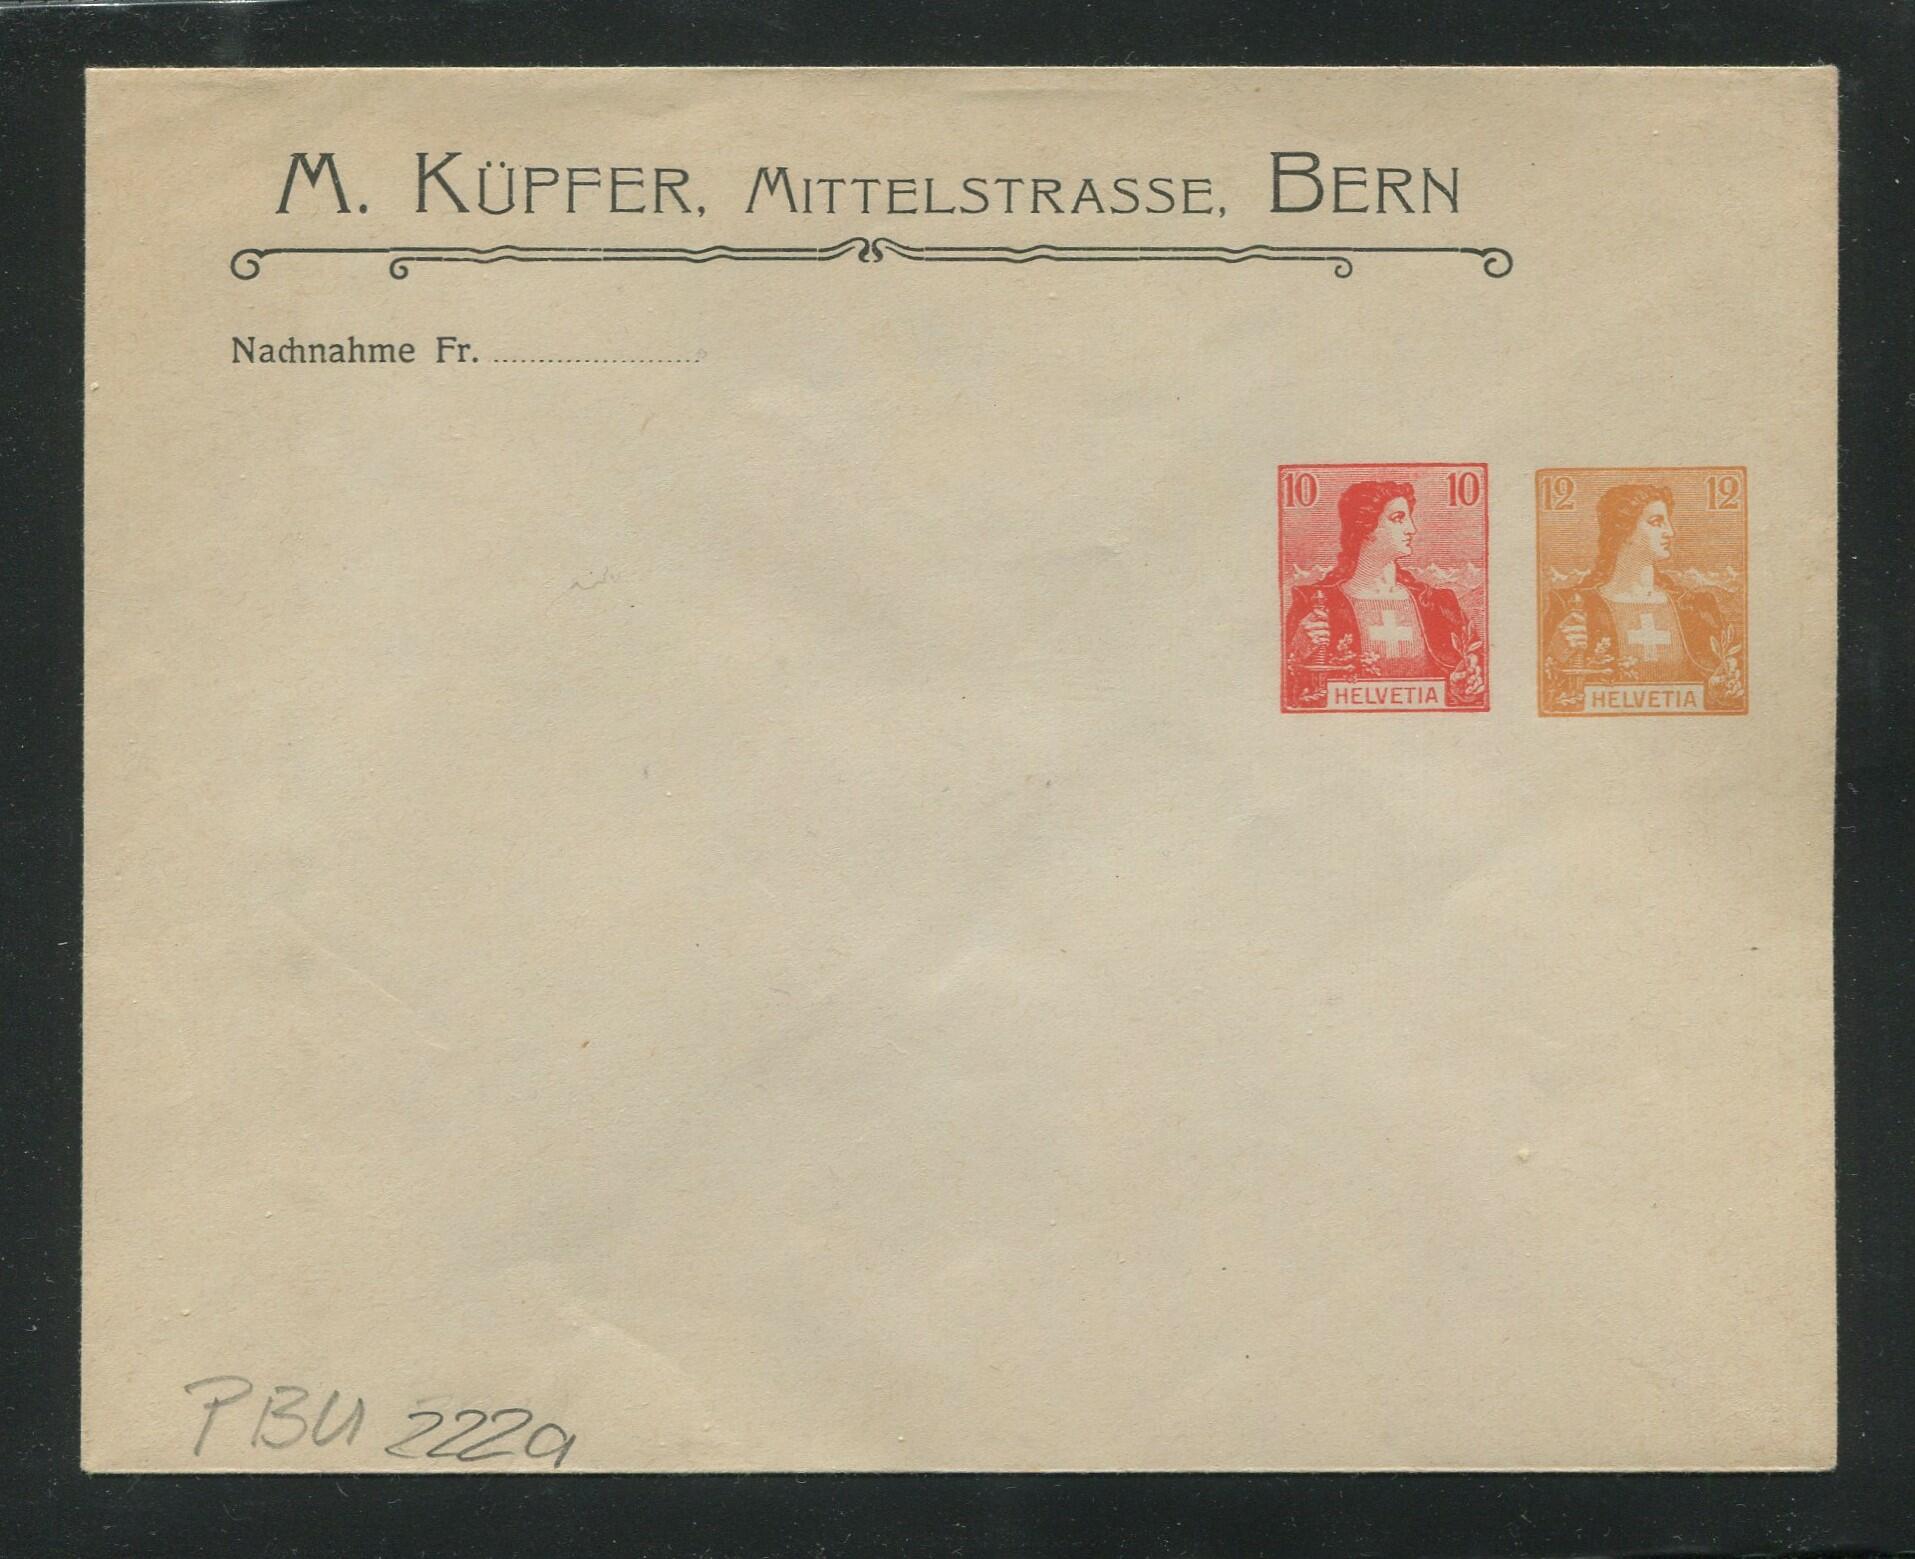 M. KÜPFER, MITTELSTRASSE, BERN
Nachnahme Fr. ........................
10 10
HELVETIA
12 12
HELVETIA
PBU 222a